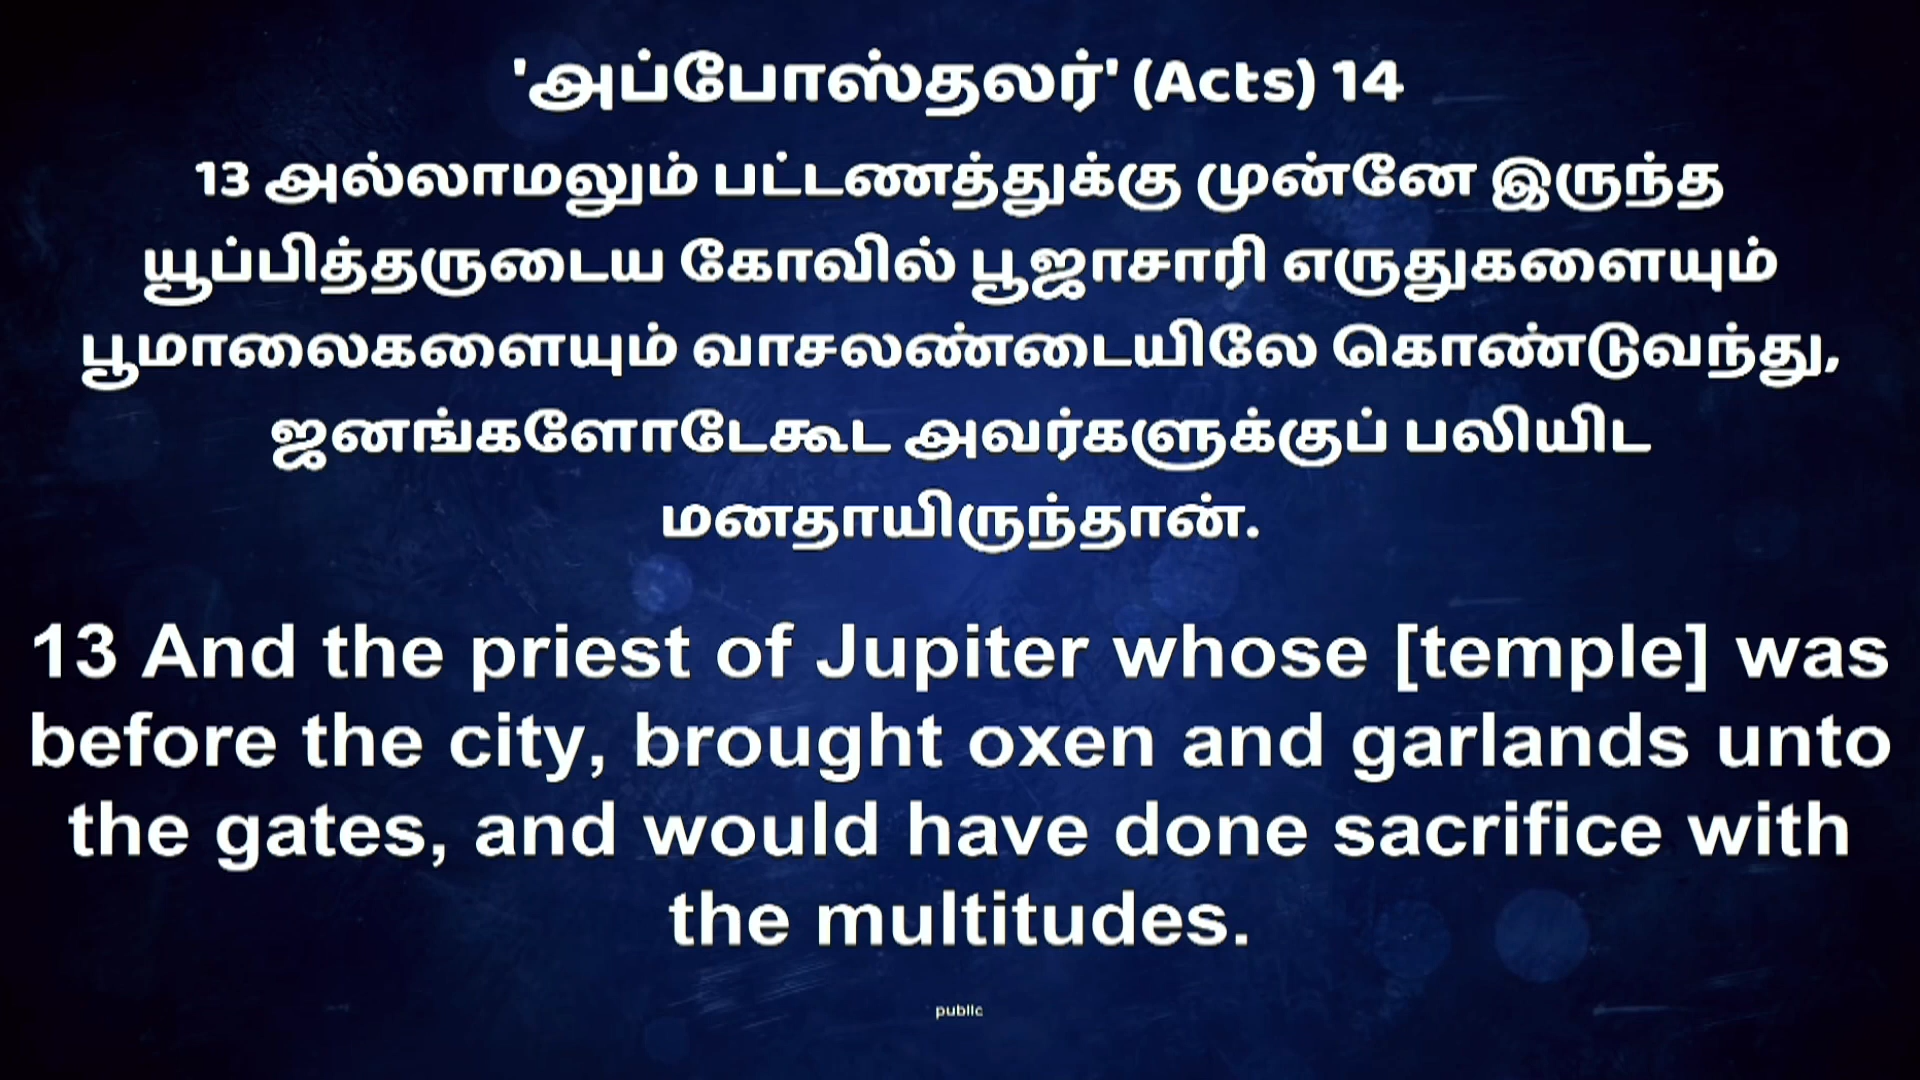 'அப்போஸ்தலர்' (Acts) 14
13 அல்லாமலும் பட்டணத்துக்கு முன்னே இருந்த
யூப்பித்தருடைய கோவில் பூஜாசாரி எருதுகளையும்
பூமாலைகளையும் வாசலண்டையிலே கொண்டுவந்து,
ஜனங்களோடேகூட அவர்களுக்குப் பலியிட
மனதாயிருந்தான்.
13 And the priest of Jupiter whose [temple] was
before the city, brought oxen and garlands unto
the gates, and would have done sacrifice with
the multitudes.
public